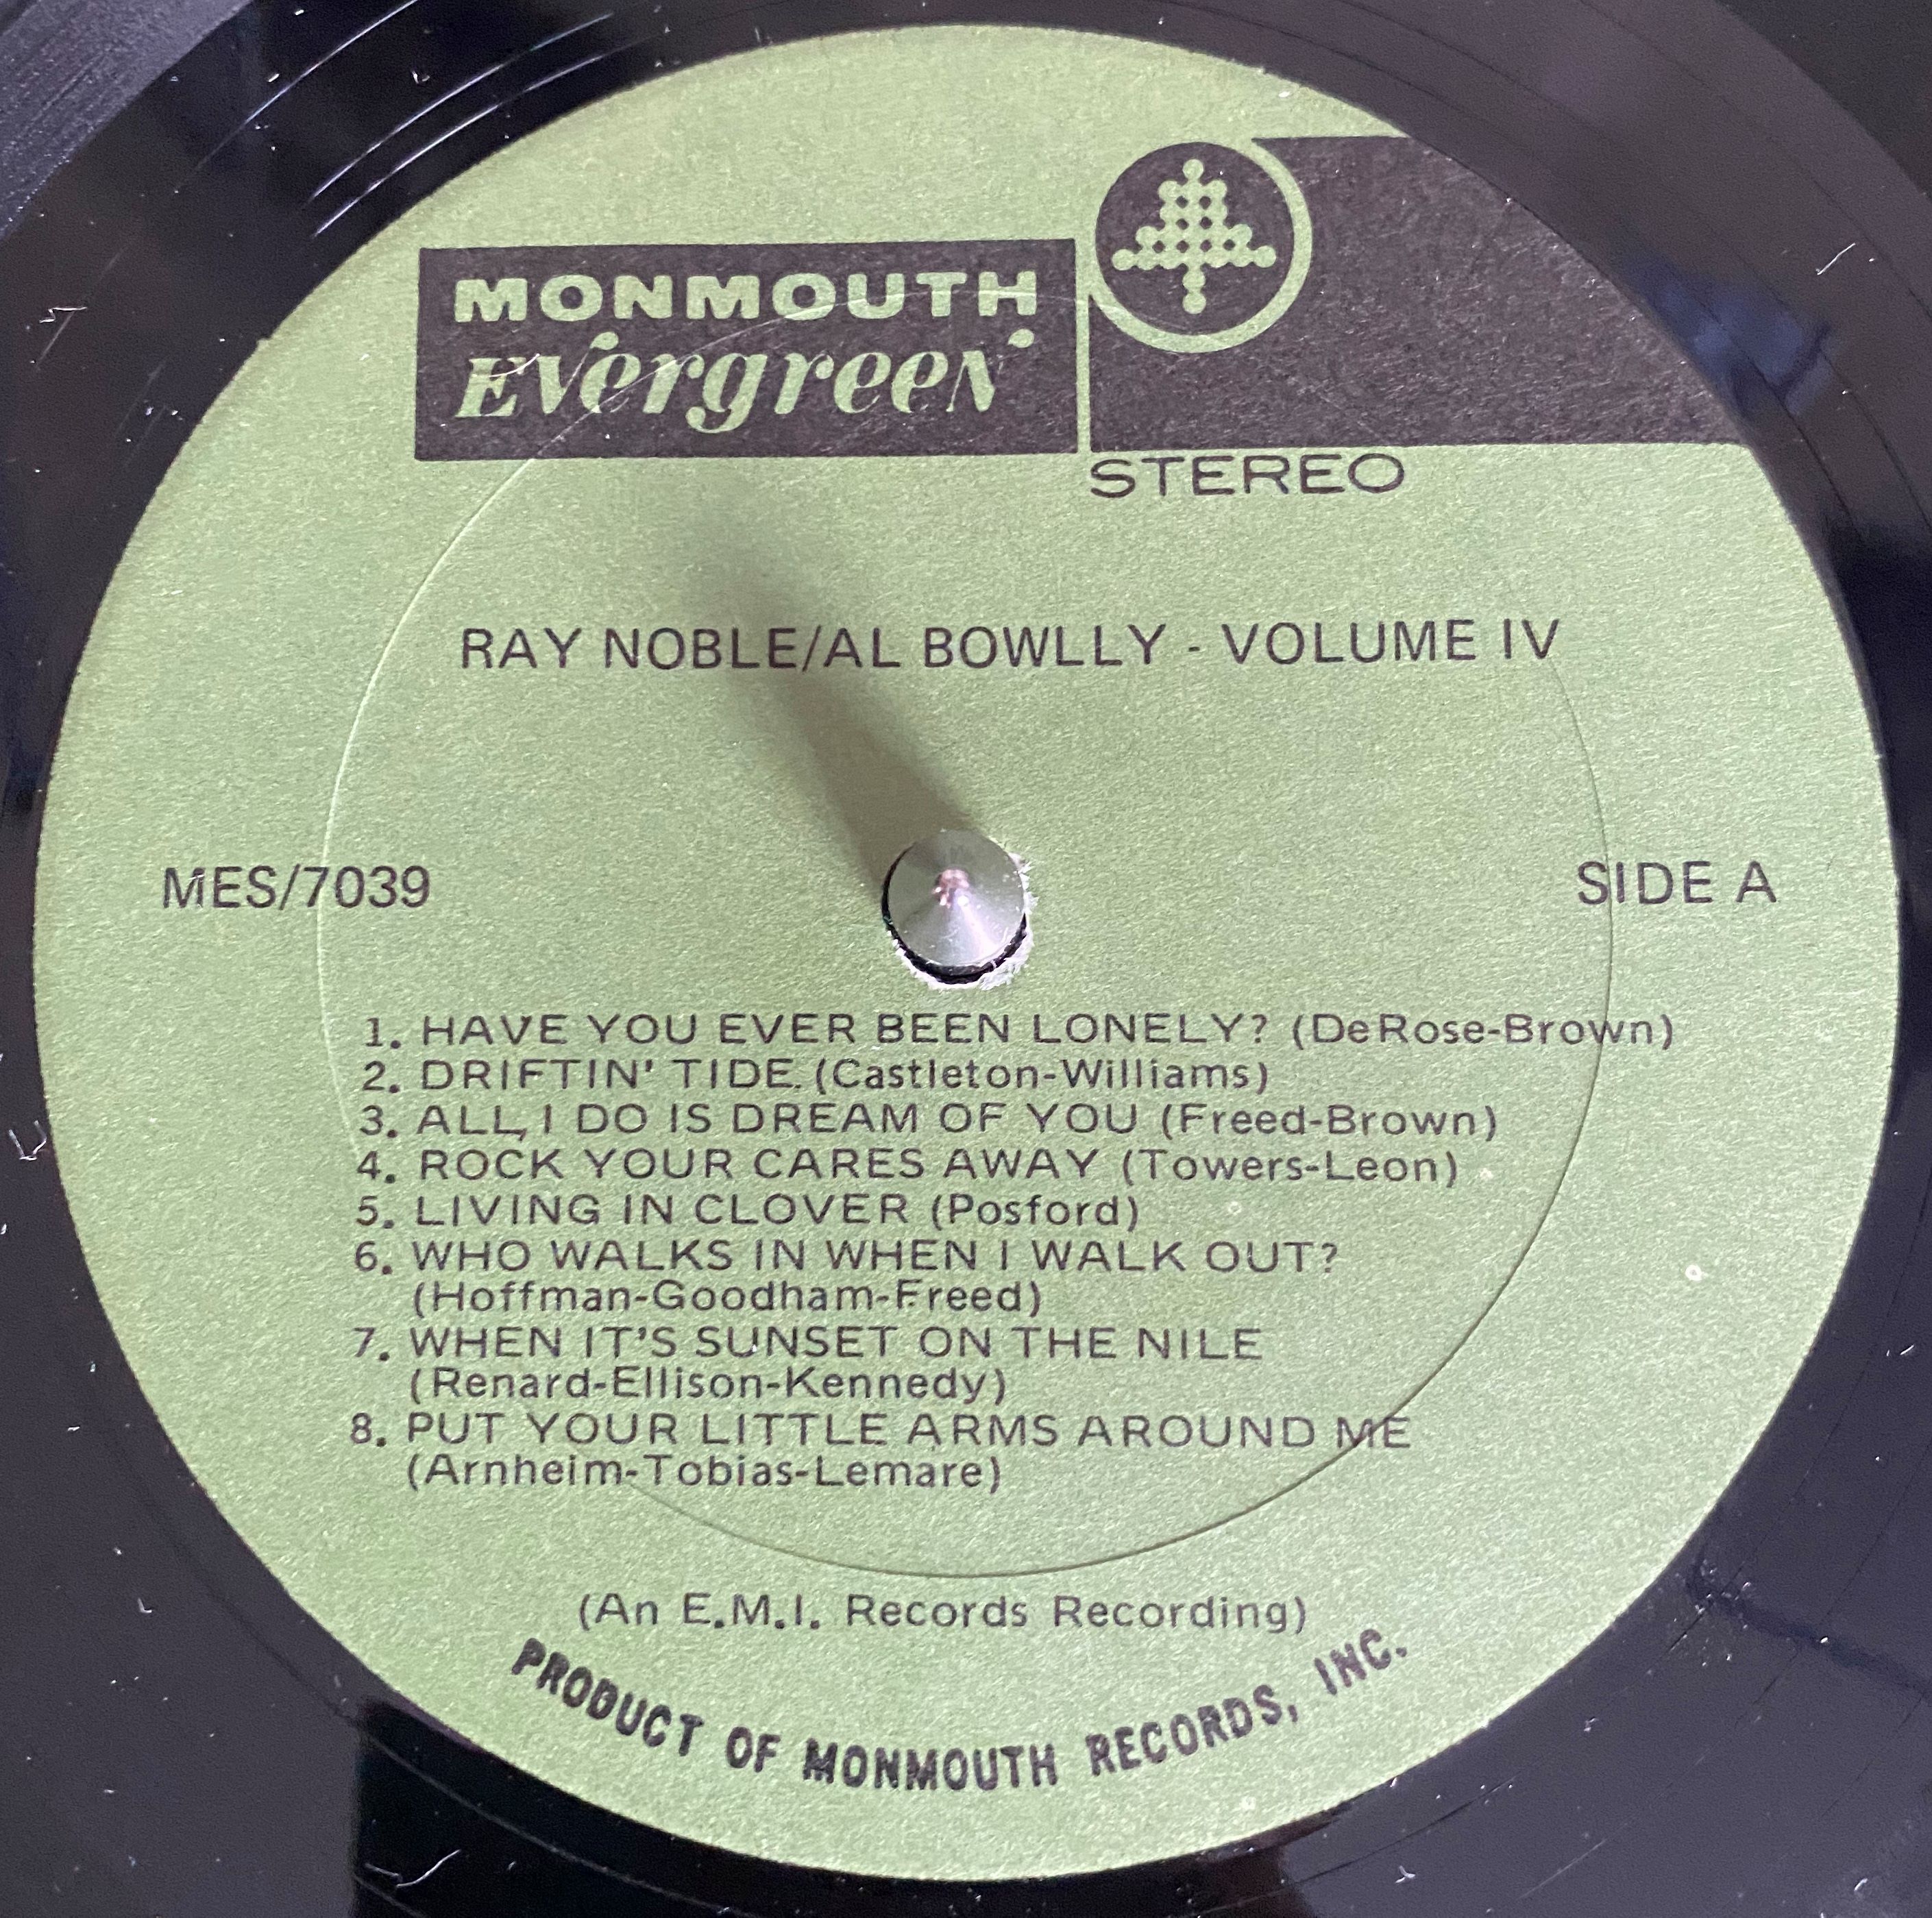 MONMOUTH
Evergreen
STEREO
RAY NOBLE/AL BOWLLY - VOLUME IV
MES/7039
SIDE A
1. HAVE YOU EVER BEEN LONELY? (DeRose-Brown)
2. DRIFTIN' TIDE (Castleton-Williams)
3. ALL I DO IS DREAM OF YOU (Freed-Brown)
4. ROCK YOUR CARES AWAY (Towers-Leon)
5. LIVING IN CLOVER (Posford)
6. WHO WALKS IN WHEN I WALK OUT?
(Hoffman-Goodham-Freed)
7. WHEN IT'S SUNSET ON THE NILE
(Renard-Ellison-Kennedy)
8. PUT YOUR LITTLE ARMS AROUND ME
(Arnheim-Tobias-Lemare)
(An E.M.I. Records Recording)
PRODUCT OF MONMOUTH RECORDS, INC.